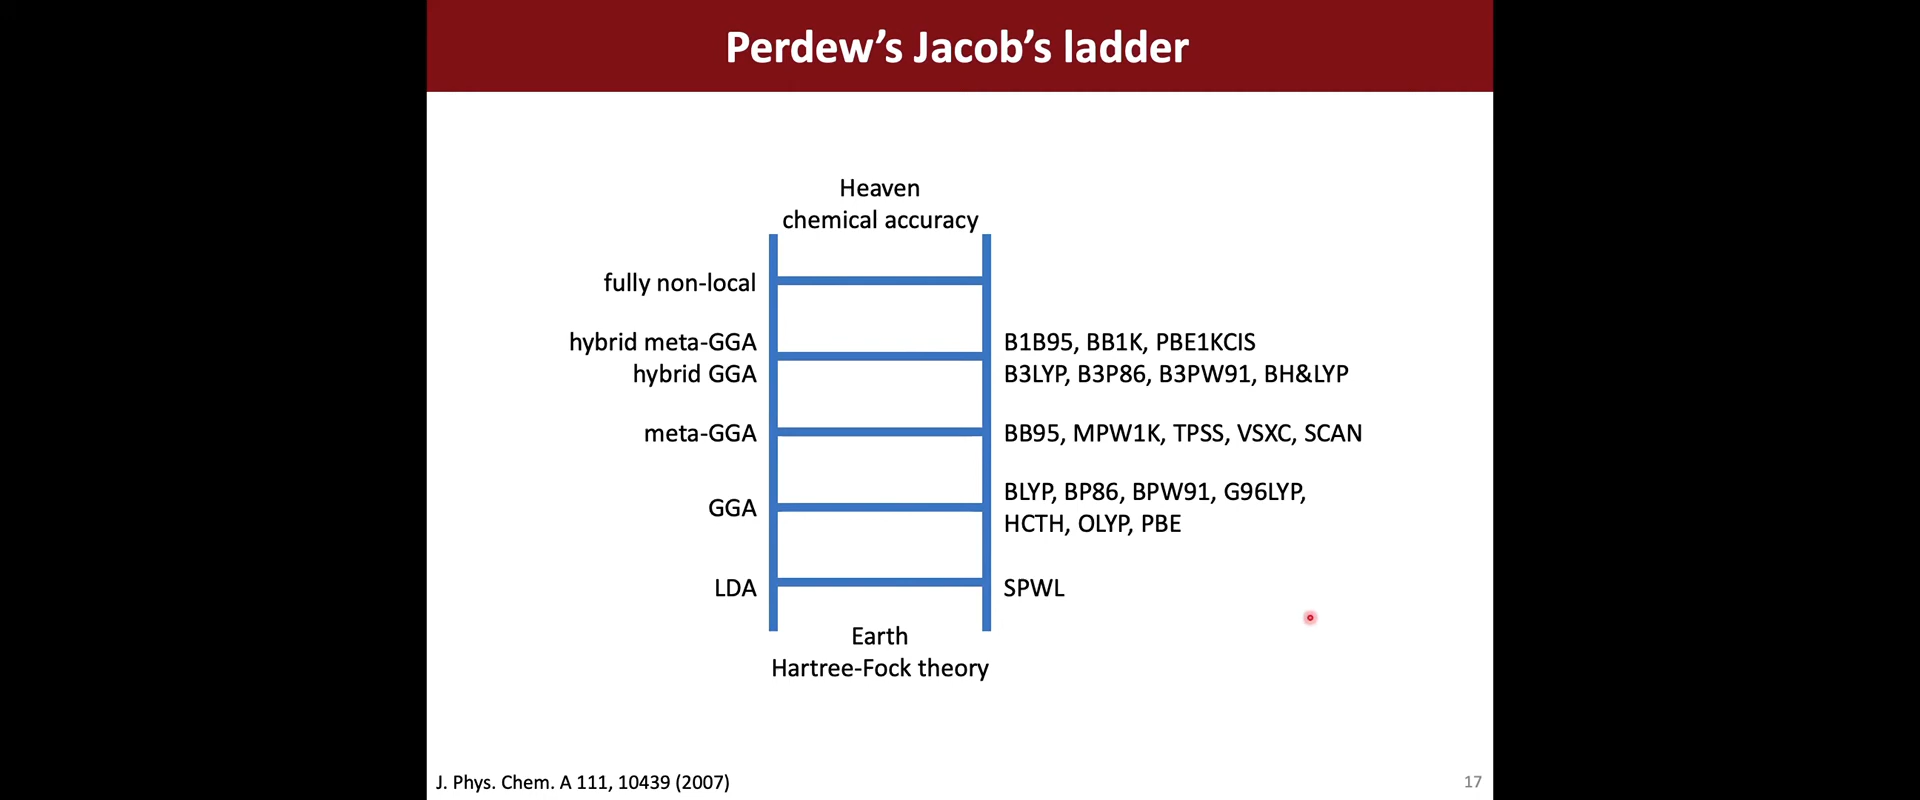 Perdew’s Jacob’s ladder
Heaven
chemical accuracy
fully non-local
hybrid meta-GGA
B1B95, BB1K, PBE1KCIS
hybrid GGA
B3LYP, B3P86, B3PW91, BH&LYP
meta-GGA
BB95, MPW1K, TPSS, VSXC, SCAN
GGA
BLYP, BP86, BPW91, G96LYP,
HCTH, OLYP, PBE
LDA
SPWL
Earth
Hartree-Fock theory
J. Phys. Chem. A 111, 10439 (2007)
17